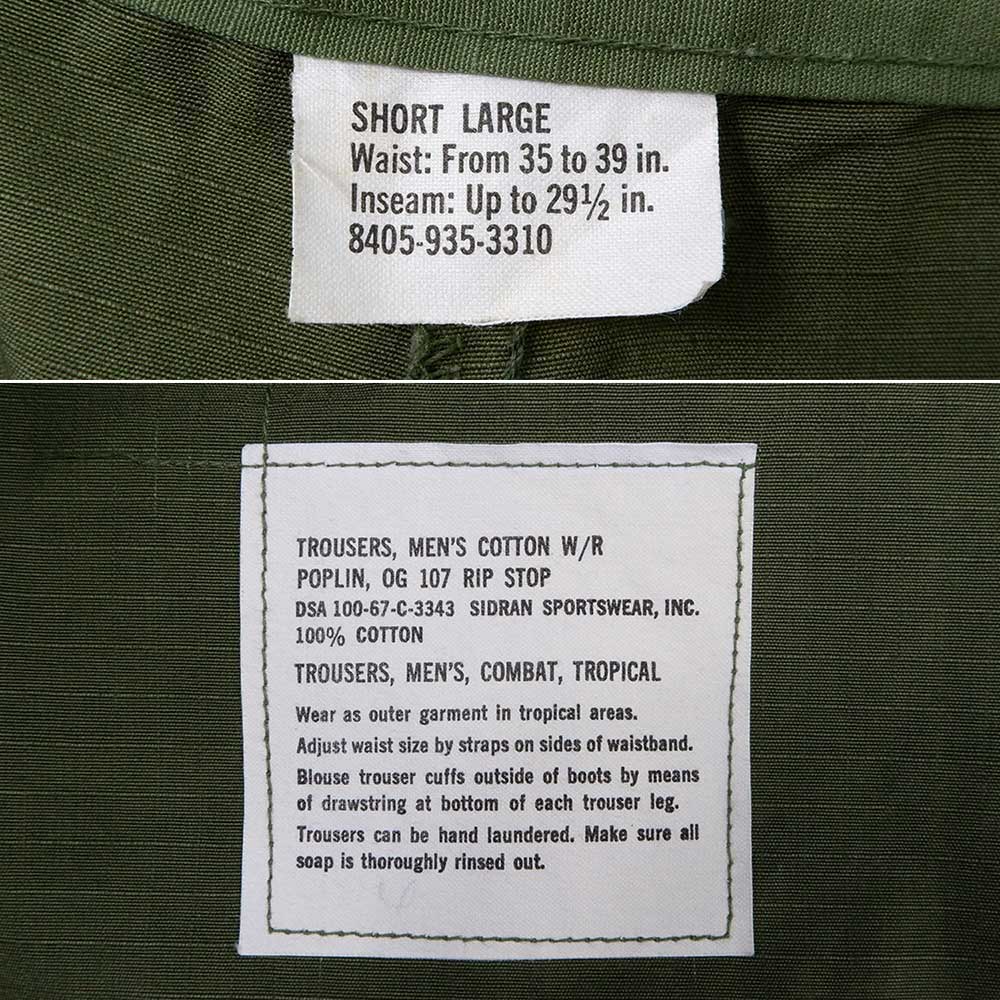 SHORT LARGE
Waist: From 35 to 39 in.
Inseam: Up to 29½ in.
8405-935-3310
TROUSERS, MEN'S COTTON W/R
POPLIN, OG 107 RIP STOP
DSA 100-67-C-3343 SIDRAN SPORTSWEAR, INC.
100% COTTON
TROUSERS, MEN'S, COMBAT, TROPICAL
Wear as outer garment in tropical areas.
Adjust waist size by straps on sides of waistband.
Blouse trouser cuffs outside of boots by means
of drawstring at bottom of each trouser leg.
Trousers can be hand laundered. Make sure all
soap is thoroughly rinsed out.